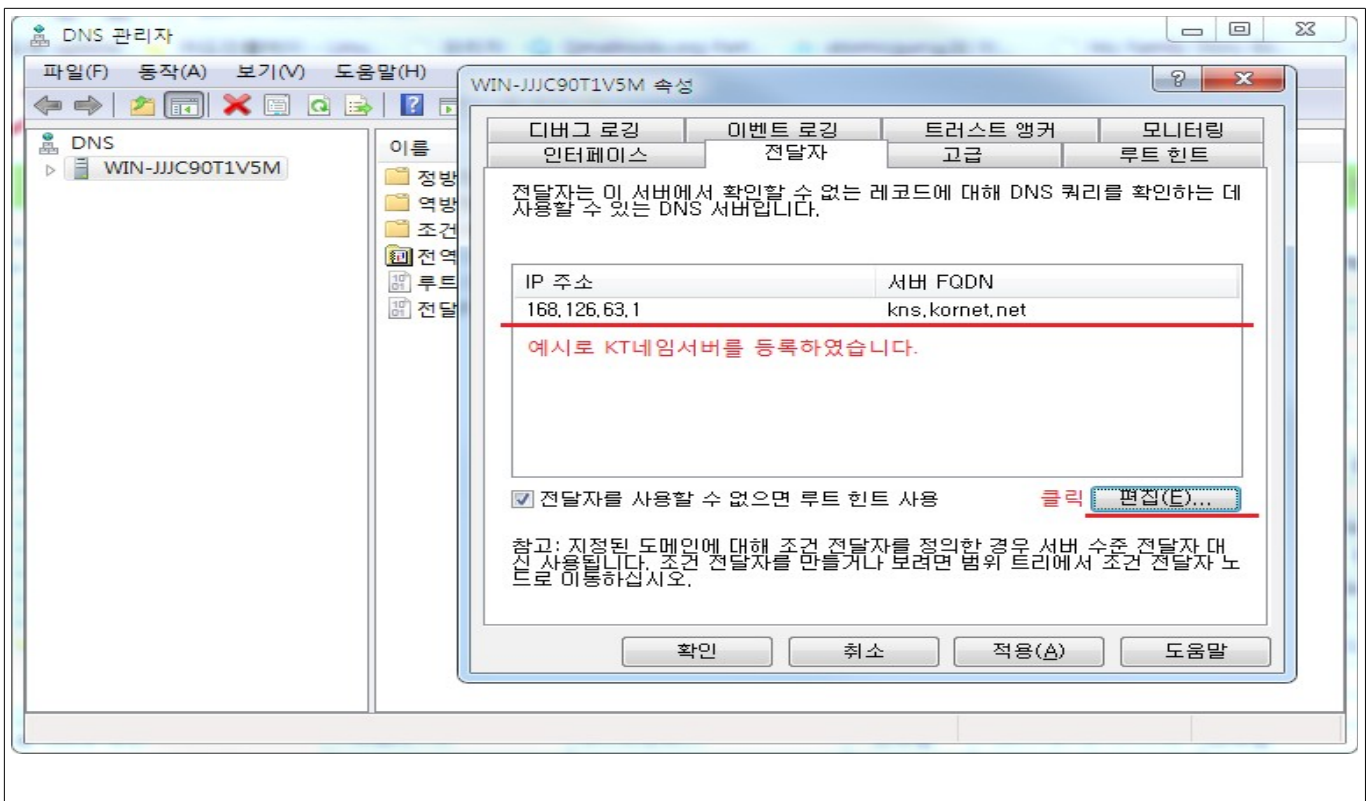 DNS 관리자
파일(F) 동작(A) 보기(V) 도움말(H)
DNS
WIN-JJJC90T1V5M
이름
정방
역방
조건
전역
루트
전달
WIN-JJJC90T1V5M 속성
디버그 로깅 이벤트 로깅 트러스트 앵커 모니터링
인터페이스 전달자 고급 루트 힌트
전달자는 이 서버에서 확인할 수 없는 레코드에 대해 DNS 쿼리를 확인하는 데
사용할 수 있는 DNS 서버입니다.
IP 주소 서버 FQDN
168.126.63.1 kns.kornet.net
예시로 KT네임서버를 등록하였습니다.
전달자를 사용할 수 없으면 루트 힌트 사용 클릭 편집(E)...
참고: 지정된 도메인에 대해 조건 전달자를 정의한 경우 서버 수준 전달자 대
신 사용됩니다. 조건 전달자를 만들거나 보려면 범위 트리에서 조건 전달자 노
드로 이동하십시오.
확인 취소 적용(A) 도움말